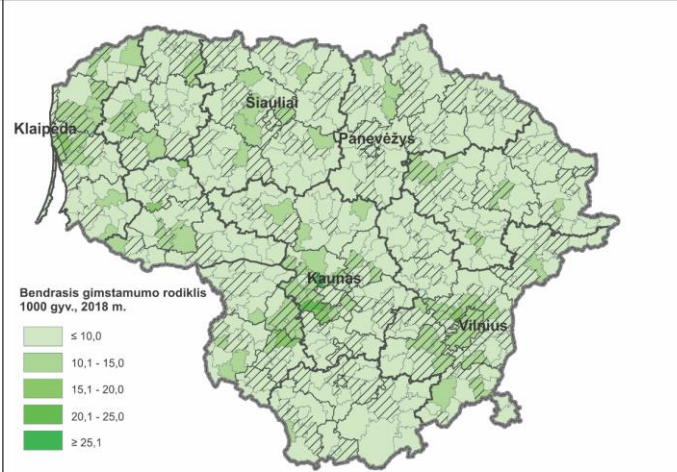 Šiauliai
Klaipėda
Panevėžys
Kaunas
Bendrasis gimstamumo rodiklis
1000 gyv., 2018 m.
Vilnius
≤ 10,0
10,1 - 15,0
15,1 - 20,0
20,1 - 25,0
≥ 25,1